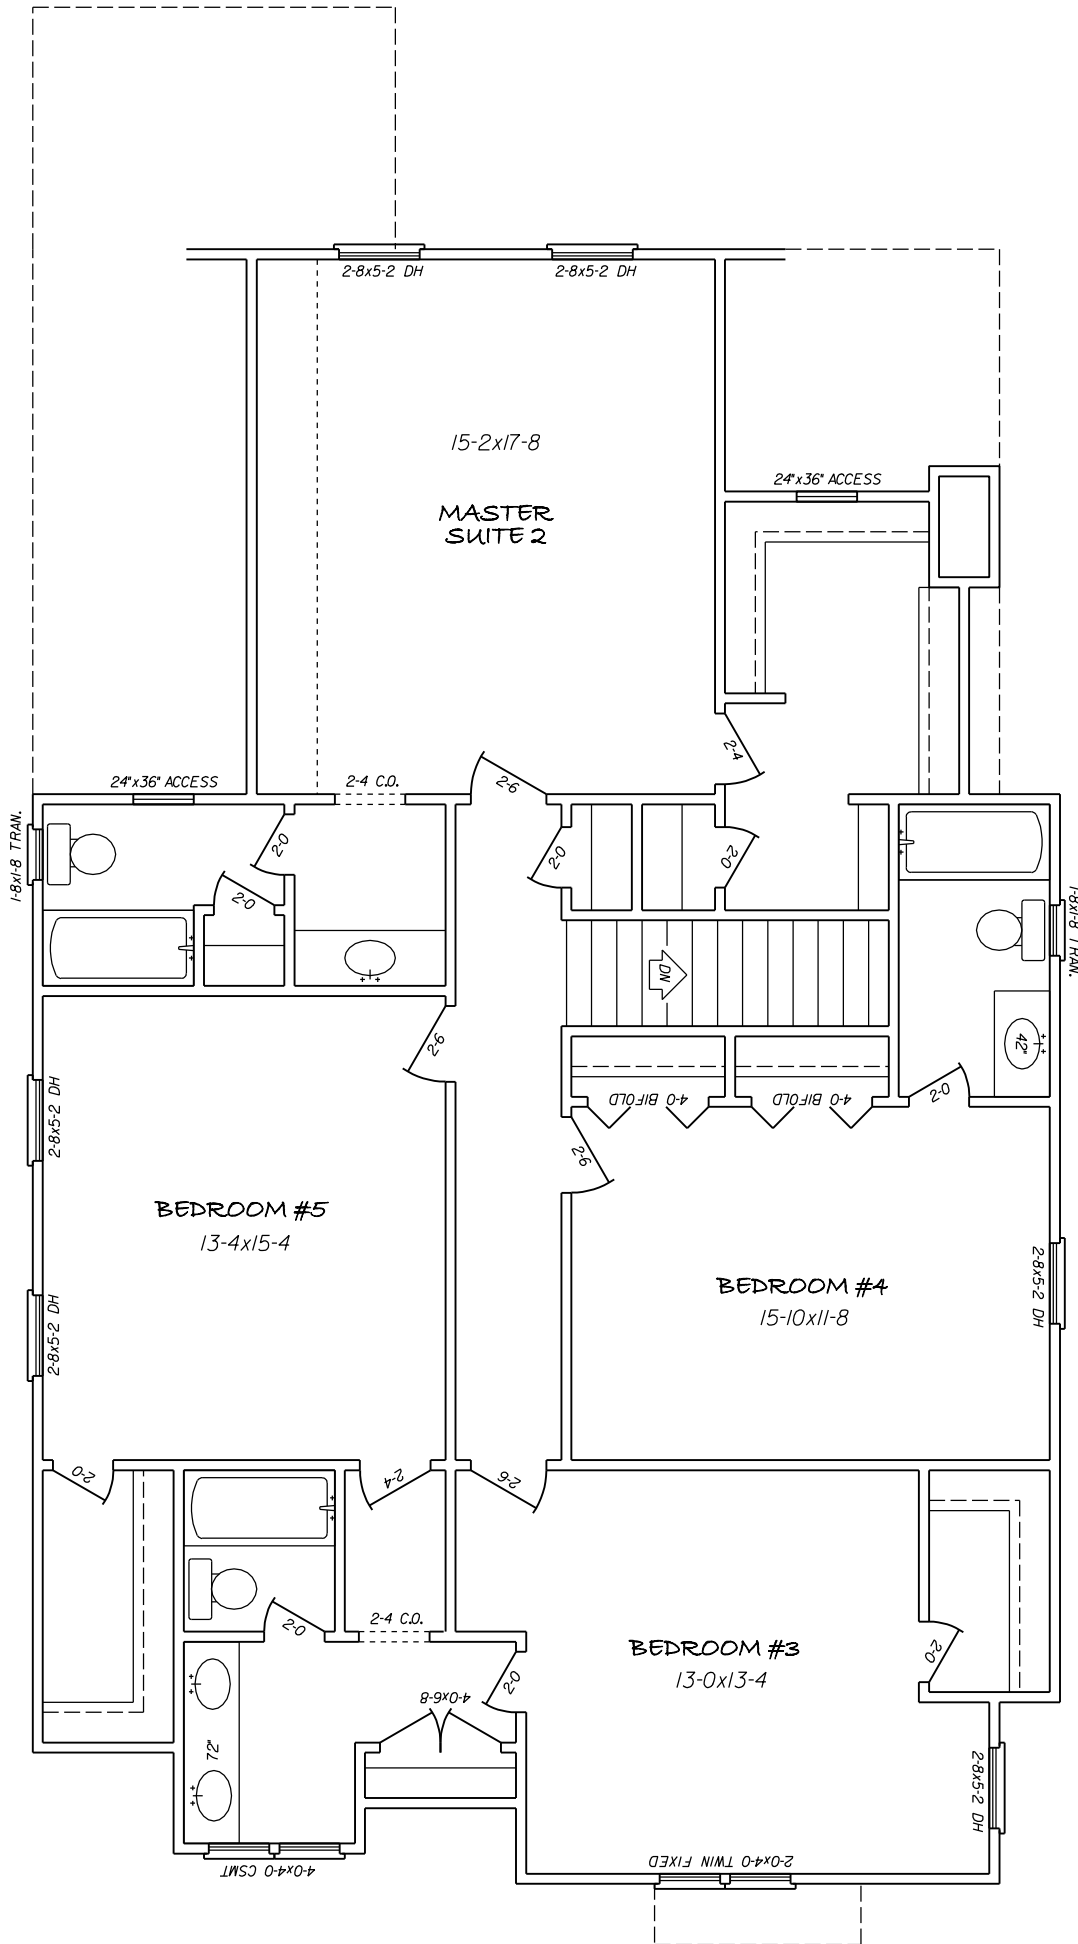 2-8x5-2 DH
2-8x5-2 DH
15-2x17-8
MASTER
SUITE 2
24"x36" ACCESS
2-4
24"x36" ACCESS
2-4 C.O.
2-6
1-8x1-8 TRAN.
2-0
2-0
2-0
2-0
1-8x1-8 TRAN.
DN
2-6
42"
2-0
4-0 BIFOLD
4-0 BIFOLD
2-8x5-2 DH
2-6
BEDROOM #5
13-4x15-4
2-8x5-2 DH
BEDROOM #4
15-10x11-8
2-8x5-2 DH
2-0
2-4
2-6
2-4 C.O.
2-0
BEDROOM #3
13-0x13-4
2-0
2-0
4-0x6-8
72"
2-8x5-2 DH
4-0x4-0 CSMT
2-0x4-0 TWIN FIXED